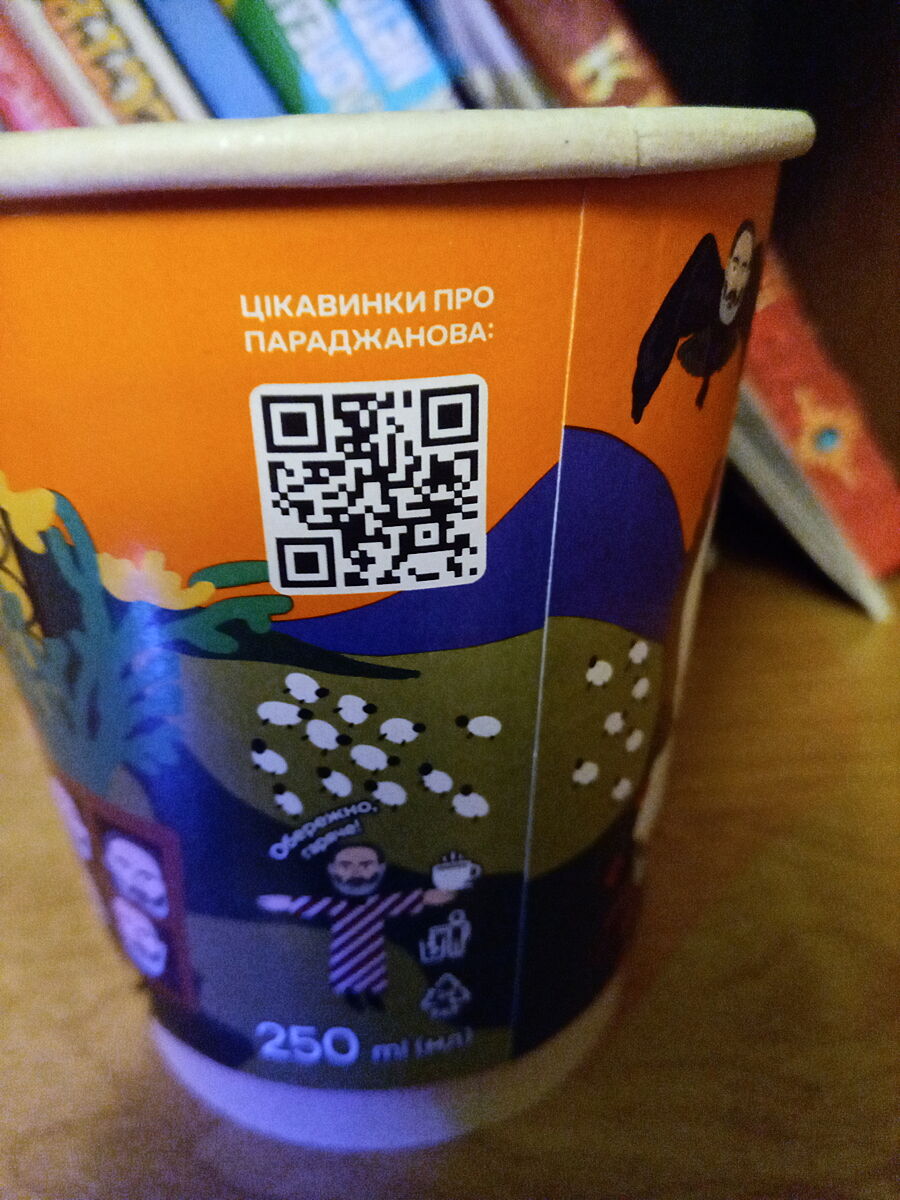 ЦІКАВИНКИ ПРО
ПАРАДЖАНОВА:
Обережно,
гаряче!
250 ml (мл)